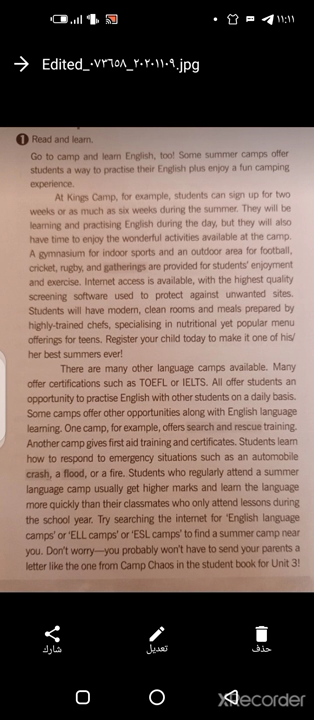 ١١:١١
Edited_٠٧٣٦٥٨_٢٠٢٠١١٠٩.jpg
1 Read and learn.
Go to camp and learn English, too! Some summer camps offer
students a way to practise their English plus enjoy a fun camping
experience.
At Kings Camp, for example, students can sign up for two
weeks or as much as six weeks during the summer. They will be
learning and practising English during the day, but they will also
have time to enjoy the wonderful activities available at the camp.
A gymnasium for indoor sports and an outdoor area for football,
cricket, rugby, and gatherings are provided for students' enjoyment
and exercise. Internet access is available, with the highest quality
screening software used to protect against unwanted sites.
Students will have modern, clean rooms and meals prepared by
highly-trained chefs, specialising in nutritional yet popular menu
offerings for teens. Register your child today to make it one of his/
her best summers ever!
There are many other language camps available. Many
offer certifications such as TOEFL or IELTS. All offer students an
opportunity to practise English with other students on a daily basis.
Some camps offer other opportunities along with English language
learning. One camp, for example, offers search and rescue training.
Another camp gives first aid training and certificates. Students learn
how to respond to emergency situations such as an automobile
crash, a flood, or a fire. Students who regularly attend a summer
language camp usually get higher marks and learn the language
more quickly than their classmates who only attend lessons during
the school year. Try searching the internet for 'English language
camps' or 'ELL camps' or 'ESL camps' to find a summer camp near
you. Don't worry—you probably won't have to send your parents a
letter like the one from Camp Chaos in the student book for Unit 3!
شارك
تعديل
حذف
XRecorder